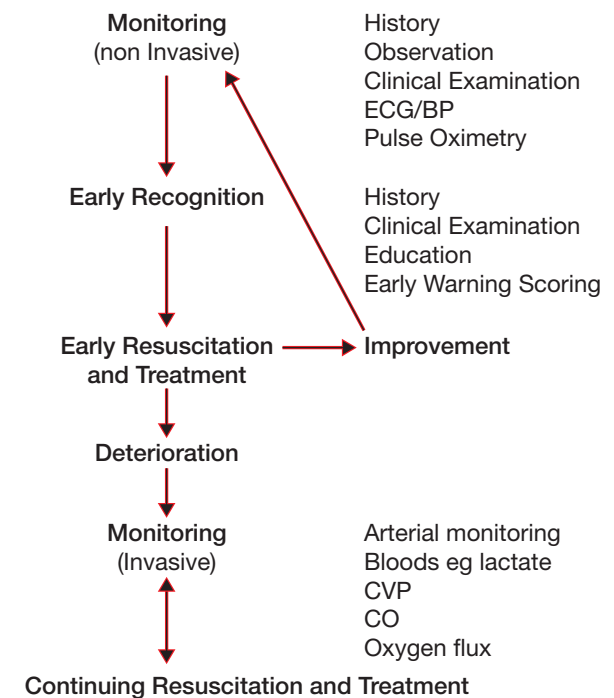 Monitoring
(non Invasive)
History
Observation
Clinical Examination
ECG/BP
Pulse Oximetry
Early Recognition
History
Clinical Examination
Education
Early Warning Scoring
Early Resuscitation
and Treatment
Improvement
Deterioration
Monitoring
(Invasive)
Arterial monitoring
Bloods eg lactate
CVP
CO
Oxygen flux
Continuing Resuscitation and Treatment